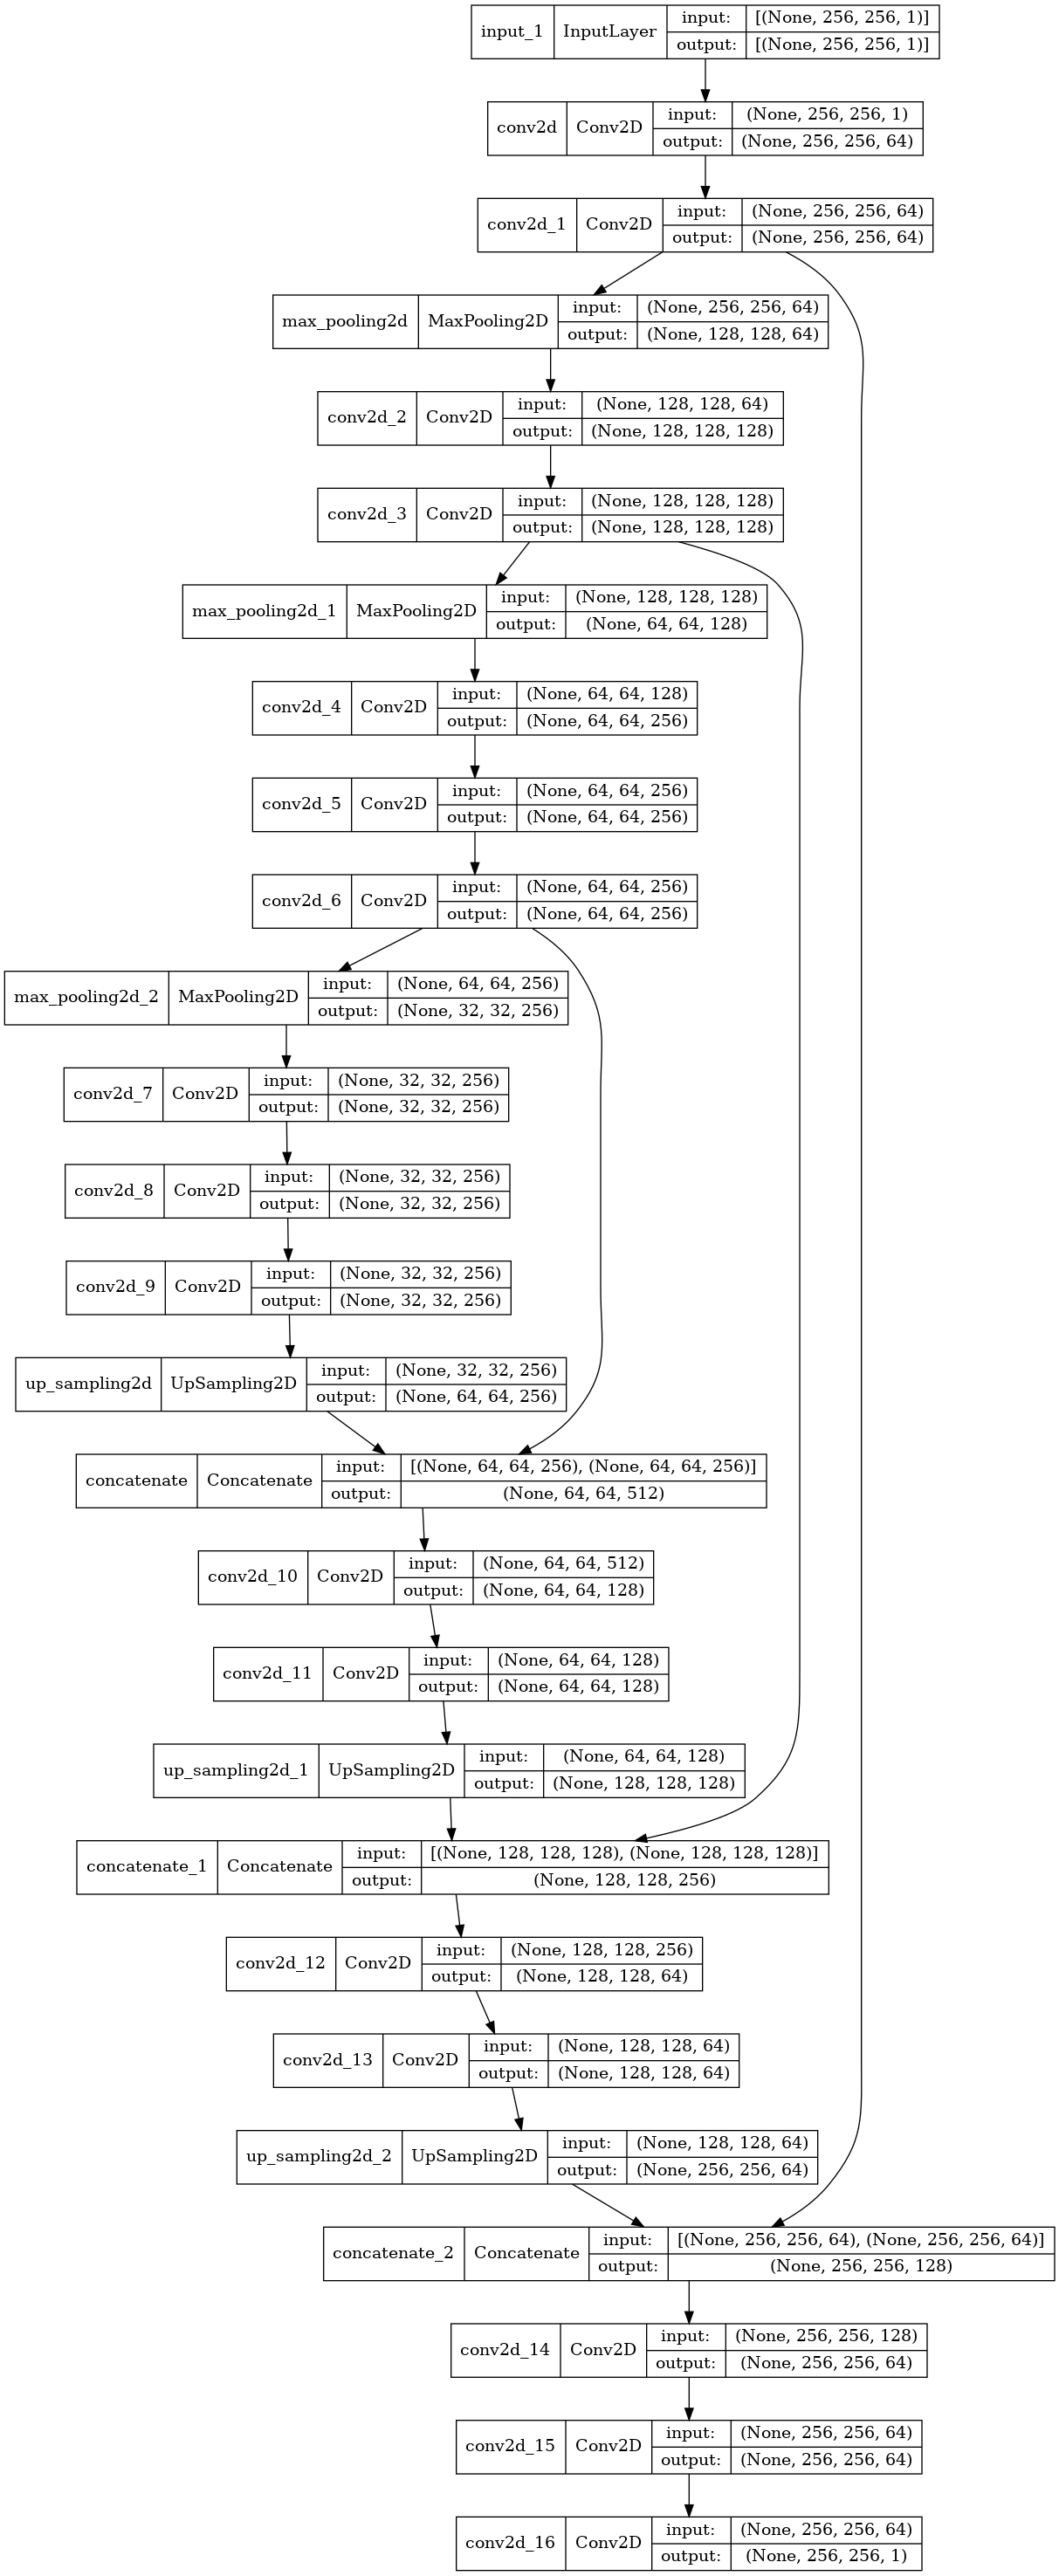 input_1 InputLayer input: [(None, 256, 256, 1)]
output: [(None, 256, 256, 1)]
conv2d Conv2D input: (None, 256, 256, 1)
output: (None, 256, 256, 64)
conv2d_1 Conv2D input: (None, 256, 256, 64)
output: (None, 256, 256, 64)
max_pooling2d MaxPooling2D input: (None, 256, 256, 64)
output: (None, 128, 128, 64)
conv2d_2 Conv2D input: (None, 128, 128, 64)
output: (None, 128, 128, 128)
conv2d_3 Conv2D input: (None, 128, 128, 128)
output: (None, 128, 128, 128)
max_pooling2d_1 MaxPooling2D input: (None, 128, 128, 128)
output: (None, 64, 64, 128)
conv2d_4 Conv2D input: (None, 64, 64, 128)
output: (None, 64, 64, 256)
conv2d_5 Conv2D input: (None, 64, 64, 256)
output: (None, 64, 64, 256)
conv2d_6 Conv2D input: (None, 64, 64, 256)
output: (None, 64, 64, 256)
max_pooling2d_2 MaxPooling2D input: (None, 64, 64, 256)
output: (None, 32, 32, 256)
conv2d_7 Conv2D input: (None, 32, 32, 256)
output: (None, 32, 32, 256)
conv2d_8 Conv2D input: (None, 32, 32, 256)
output: (None, 32, 32, 256)
conv2d_9 Conv2D input: (None, 32, 32, 256)
output: (None, 32, 32, 256)
up_sampling2d UpSampling2D input: (None, 32, 32, 256)
output: (None, 64, 64, 256)
concatenate Concatenate input: [(None, 64, 64, 256), (None, 64, 64, 256)]
output: (None, 64, 64, 512)
conv2d_10 Conv2D input: (None, 64, 64, 512)
output: (None, 64, 64, 128)
conv2d_11 Conv2D input: (None, 64, 64, 128)
output: (None, 64, 64, 128)
up_sampling2d_1 UpSampling2D input: (None, 64, 64, 128)
output: (None, 128, 128, 128)
concatenate_1 Concatenate input: [(None, 128, 128, 128), (None, 128, 128, 128)]
output: (None, 128, 128, 256)
conv2d_12 Conv2D input: (None, 128, 128, 256)
output: (None, 128, 128, 64)
conv2d_13 Conv2D input: (None, 128, 128, 64)
output: (None, 128, 128, 64)
up_sampling2d_2 UpSampling2D input: (None, 128, 128, 64)
output: (None, 256, 256, 64)
concatenate_2 Concatenate input: [(None, 256, 256, 64), (None, 256, 256, 64)]
output: (None, 256, 256, 128)
conv2d_14 Conv2D input: (None, 256, 256, 128)
output: (None, 256, 256, 64)
conv2d_15 Conv2D input: (None, 256, 256, 64)
output: (None, 256, 256, 64)
conv2d_16 Conv2D input: (None, 256, 256, 64)
output: (None, 256, 256, 1)